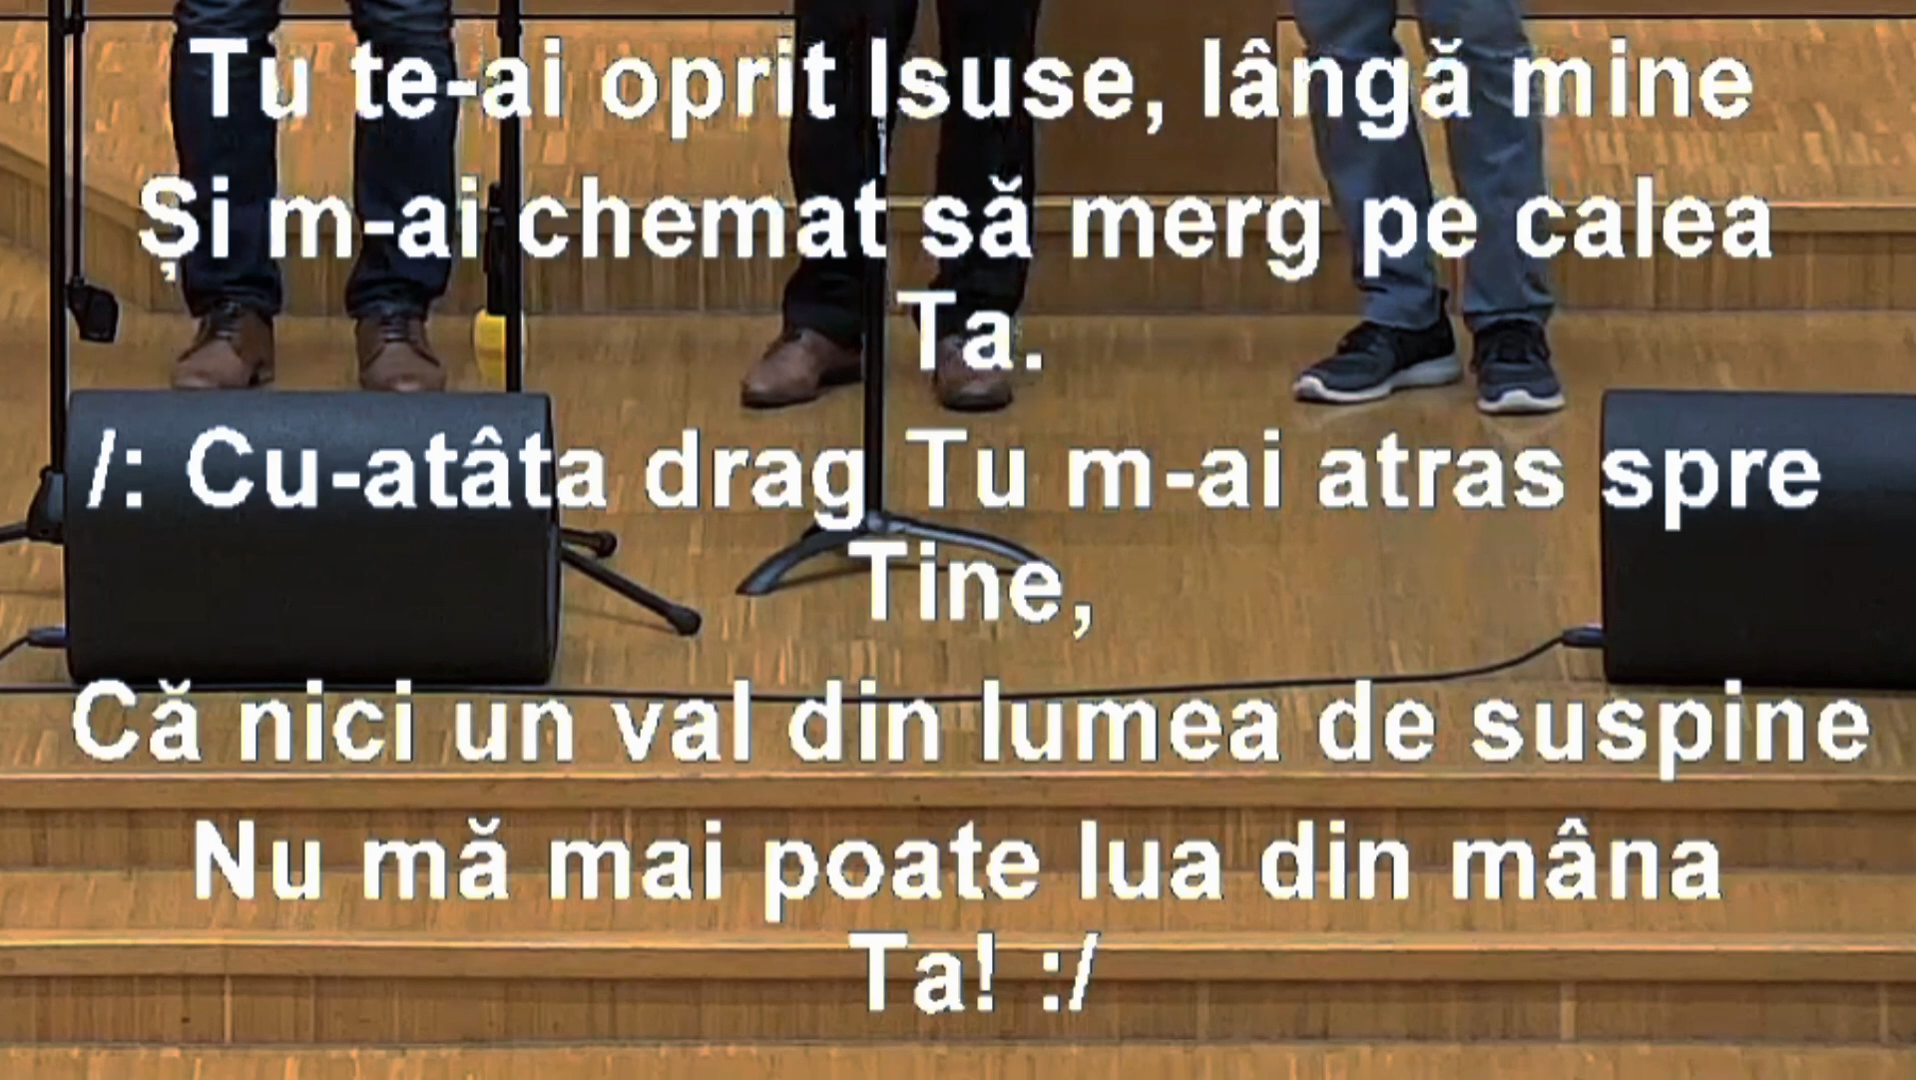 Tu te-ai oprit Isuse, lângă mine
Și m-ai chemat să merg pe calea
Ta.
/: Cu-atâta drag Tu m-ai atras spre
Tine,
Că nici un val din lumea de suspine
Nu mă mai poate lua din mâna
Ta! :/